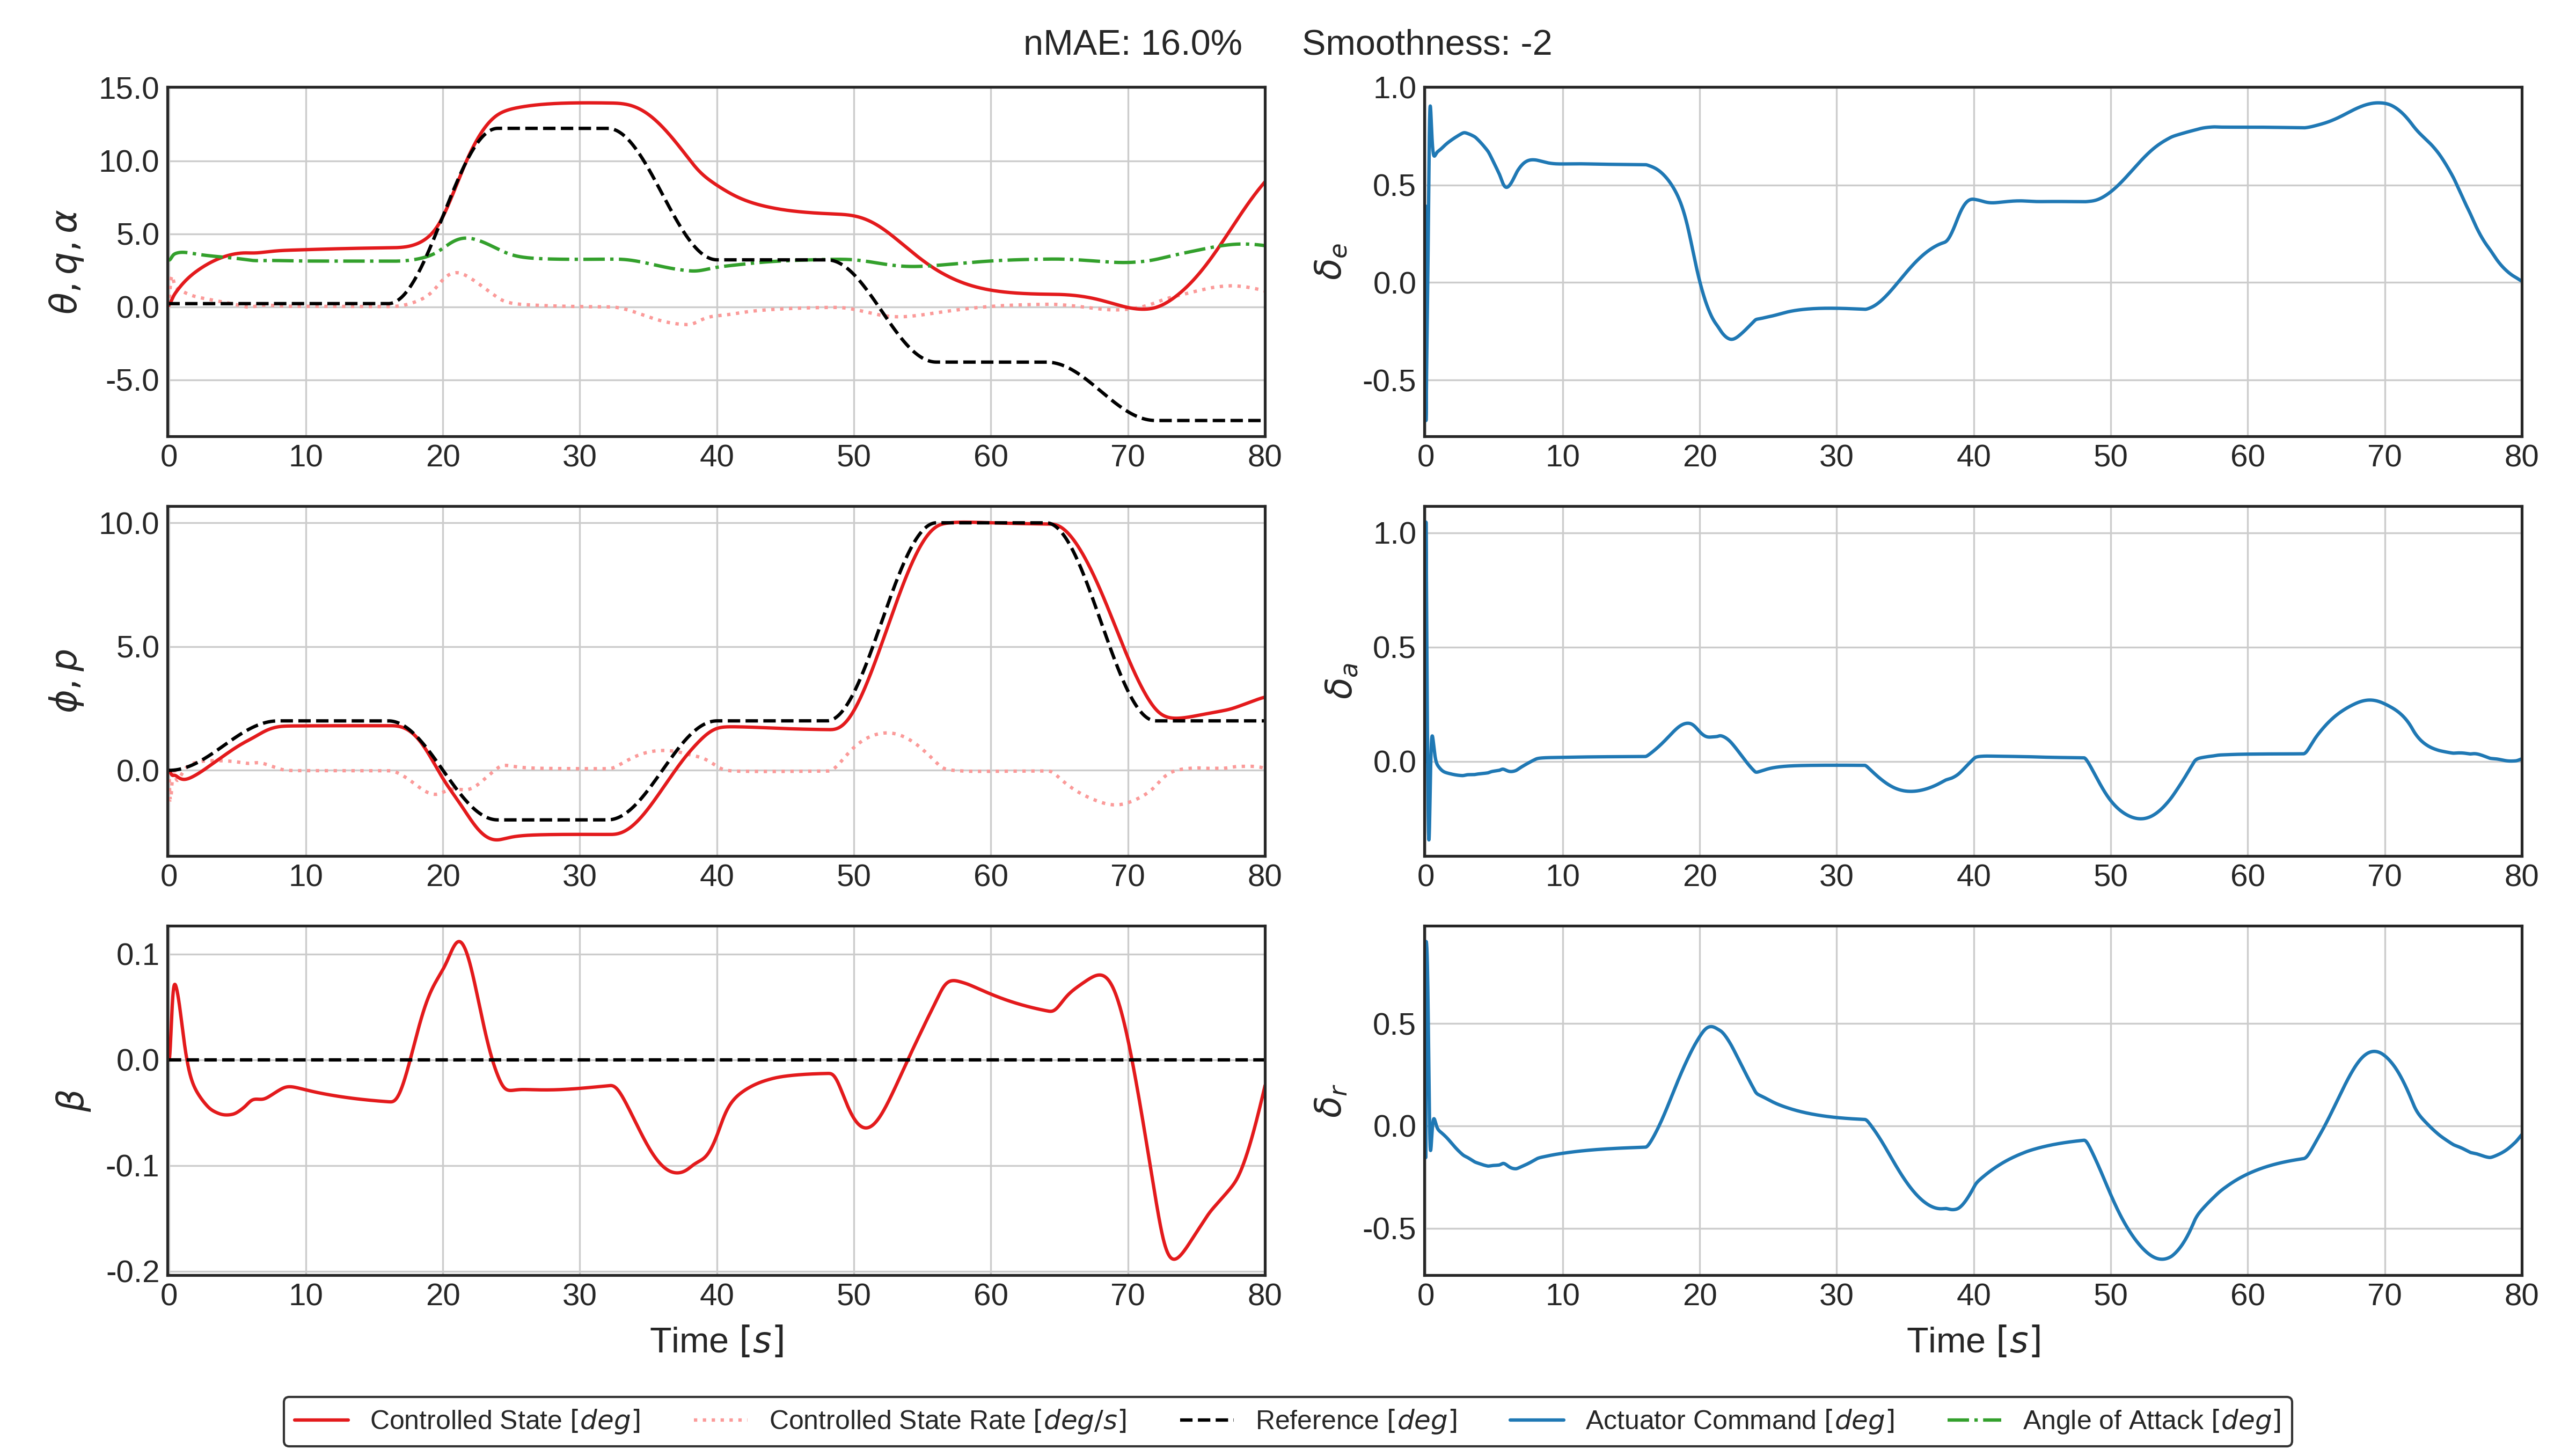 nMAE: 16.0% Smoothness: -2
15.0
10.0
5.0
0.0
-5.0
θ, q, α
0 10 20 30 40 50 60 70 80
1.0
0.5
0.0
-0.5
δe
0 10 20 30 40 50 60 70 80
10.0
5.0
0.0
ϕ, p
0 10 20 30 40 50 60 70 80
1.0
0.5
0.0
δa
0 10 20 30 40 50 60 70 80
0.1
0.0
-0.1
-0.2
β
0 10 20 30 40 50 60 70 80
Time [s]
0.5
0.0
-0.5
δr
0 10 20 30 40 50 60 70 80
Time [s]
Controlled State [deg] Controlled State Rate [deg/s] Reference [deg] Actuator Command [deg] Angle of Attack [deg]